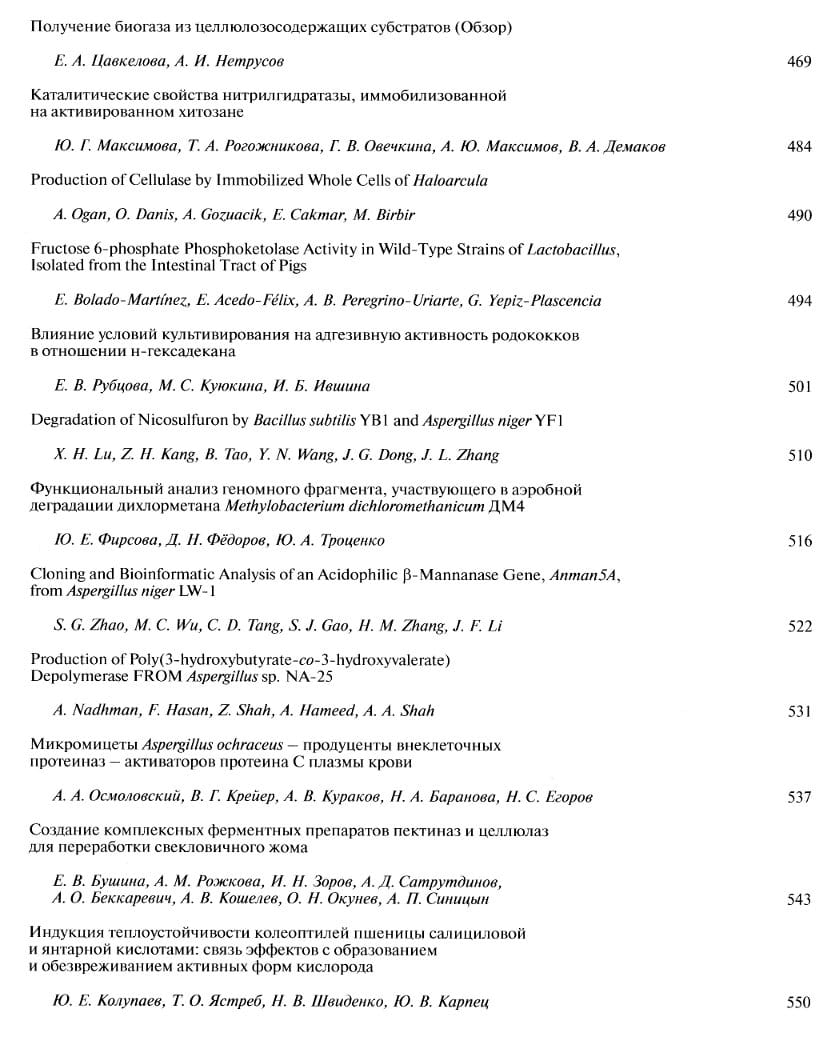 Получение биогаза из целлюлозосодержащих субстратов (Обзор)
Е. А. Цавкелова, А. И. Нетрусов 469
Каталитические свойства нитрилгидратазы, иммобилизованной
на активированном хитозане
Ю. Г. Максимова, Т. А. Рогожникова, Г. В. Овечкина, А. Ю. Максимов, В. А. Демаков 484
Production of Cellulase by Immobilized Whole Cells of Haloarcula
A. Ogan, O. Danis, A. Gozuacik, E. Cakmar, M. Birbir 490
Fructose 6-phosphate Phosphoketolase Activity in Wild-Type Strains of Lactobacillus,
Isolated from the Intestinal Tract of Pigs
E. Bolado-Martínez, E. Acedo-Félix, A. B. Peregrino-Uriarte, G. Yepiz-Plascencia 494
Влияние условий культивирования на адгезивную активность родококков
в отношении н-гексадекана
Е. В. Рубцова, М. С. Куюкина, И. Б. Ившина 501
Degradation of Nicosulfuron by Bacillus subtilis YB1 and Aspergillus niger YF1
X. H. Lu, Z. H. Kang, B. Tao, Y. N. Wang, J. G. Dong, J. L. Zhang 510
Функциональный анализ геномного фрагмента, участвующего в аэробной
деградации дихлорметана Methylobacterium dichloromethanicum ДМ4
Ю. Е. Фирсова, Д. Н. Фёдоров, Ю. А. Троценко 516
Cloning and Bioinformatic Analysis of an Acidophilic β-Mannanase Gene, Anman5A,
from Aspergillus niger LW-1
S. G. Zhao, M. C. Wu, C. D. Tang, S. J. Gao, H. M. Zhang, J. F. Li 522
Production of Poly(3-hydroxybutyrate-co-3-hydroxyvalerate)
Depolymerase FROM Aspergillus sp. NA-25
A. Nadhman, F. Hasan, Z. Shah, A. Hameed, A. A. Shah 531
Микромицеты Aspergillus ochraceus – продуценты внеклеточных
протеиназ – активаторов протеина С плазмы крови
А. А. Осмоловский, В. Г. Крейер, А. В. Кураков, Н. А. Баранова, Н. С. Егоров 537
Создание комплексных ферментных препаратов пектиназ и целлюлаз
для переработки свекловичного жома
Е. В. Бушина, А. М. Рожкова, И. Н. Зоров, А. Д. Сатрутдинов,
А. О. Беккаревич, А. В. Кошелев, О. Н. Окунев, А. П. Синицын 543
Индукция теплоустойчивости колеоптилей пшеницы салициловой
и янтарной кислотами: связь эффектов с образованием
и обезвреживанием активных форм кислорода
Ю. Е. Колупаев, Т. О. Ястреб, Н. В. Швиденко, Ю. В. Карпец 550